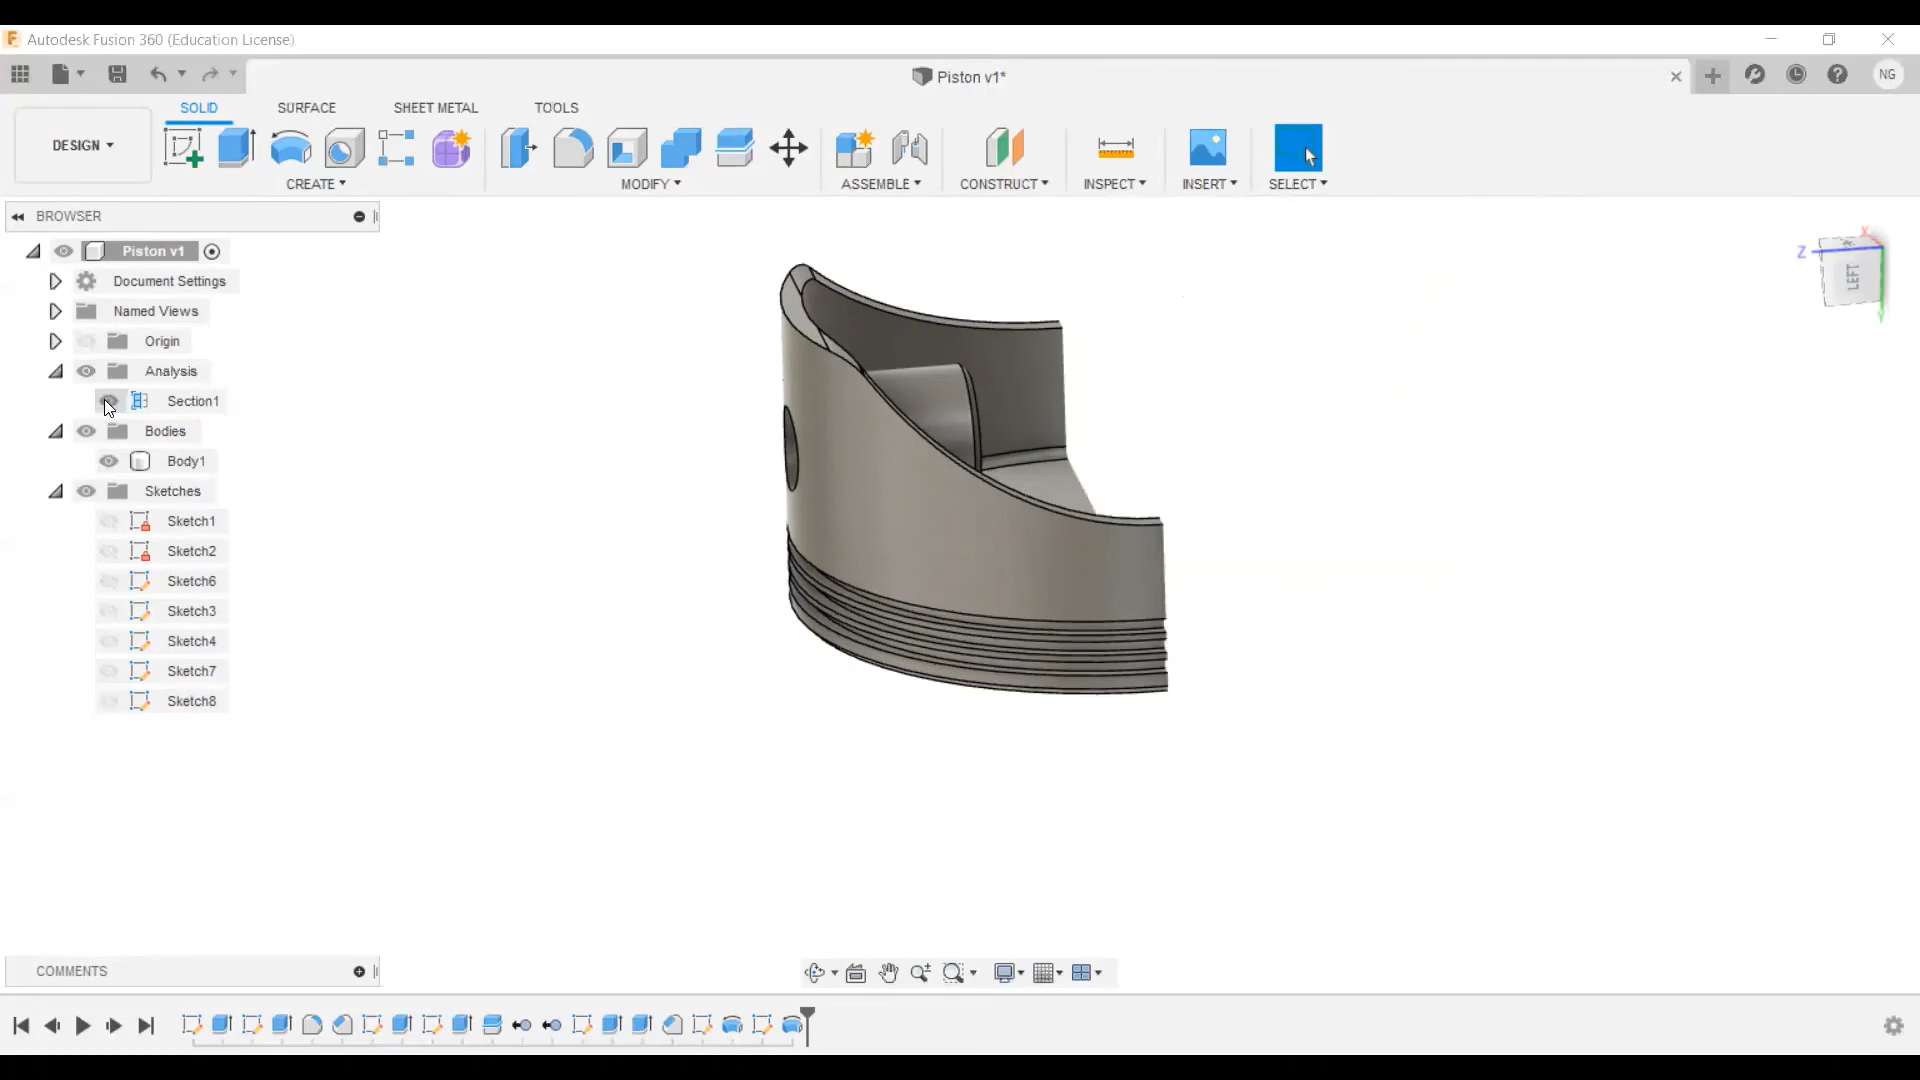 Autodesk Fusion 360 (Education License)
Piston v1*
NG
SOLID SURFACE SHEET METAL TOOLS
DESIGN
CREATE MODIFY ASSEMBLE CONSTRUCT INSPECT INSERT SELECT
BROWSER
Piston v1
Document Settings
Named Views
Origin
Analysis
Section1
Bodies
Body1
Sketches
Sketch1
Sketch2
Sketch6
Sketch3
Sketch4
Sketch7
Sketch8
X
Z
LEFT
Y
COMMENTS